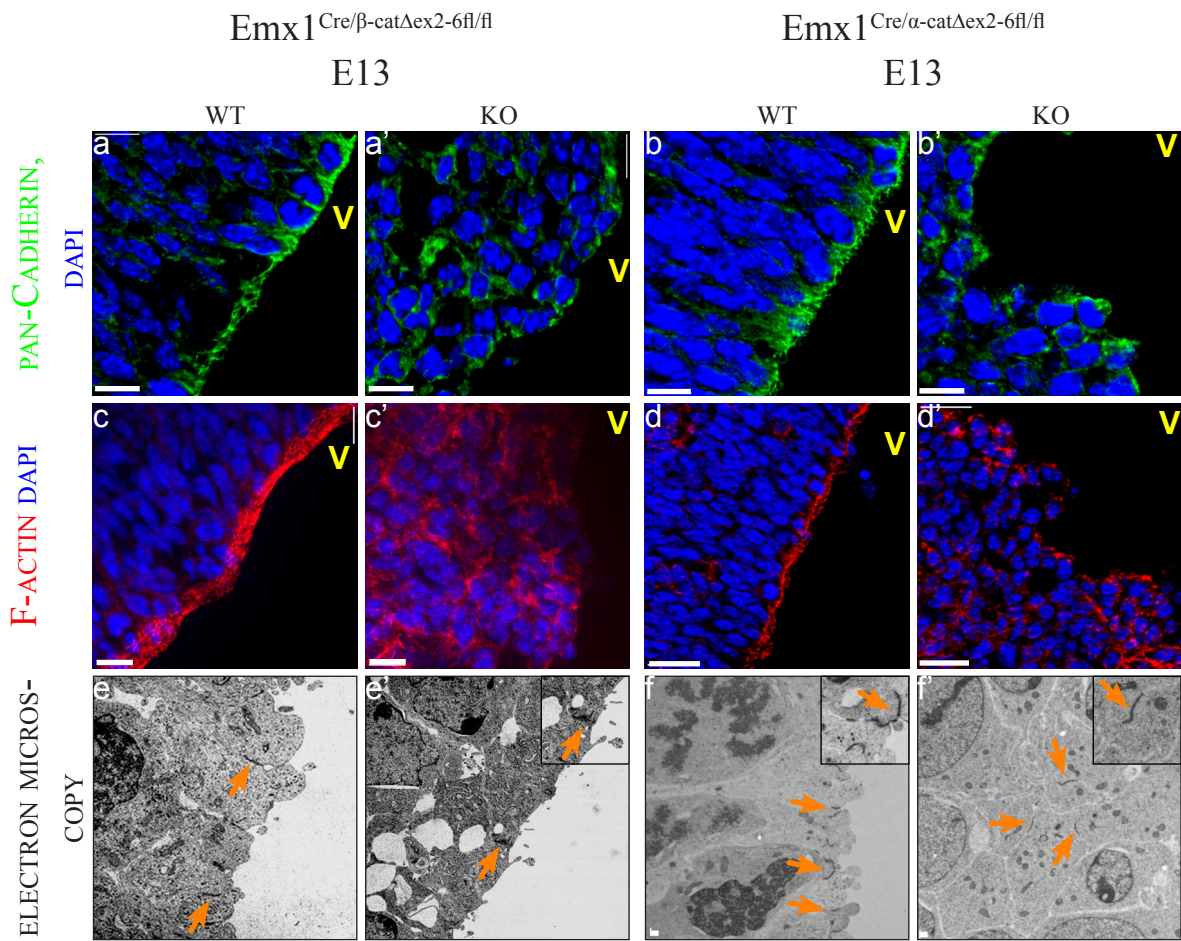 Emx1Cre/β-catΔex2-6fl/fl
Emx1Cre/α-catΔex2-6fl/fl
E13
E13
WT
KO
WT
KO
PAN-CADHERIN,
DAPI
a
V
a'
V
b
V
b'
V
F-ACTIN DAPI
c
V
c'
V
d
V
d'
V
ELECTRON MICROS-
COPY
e
e'
f
f'